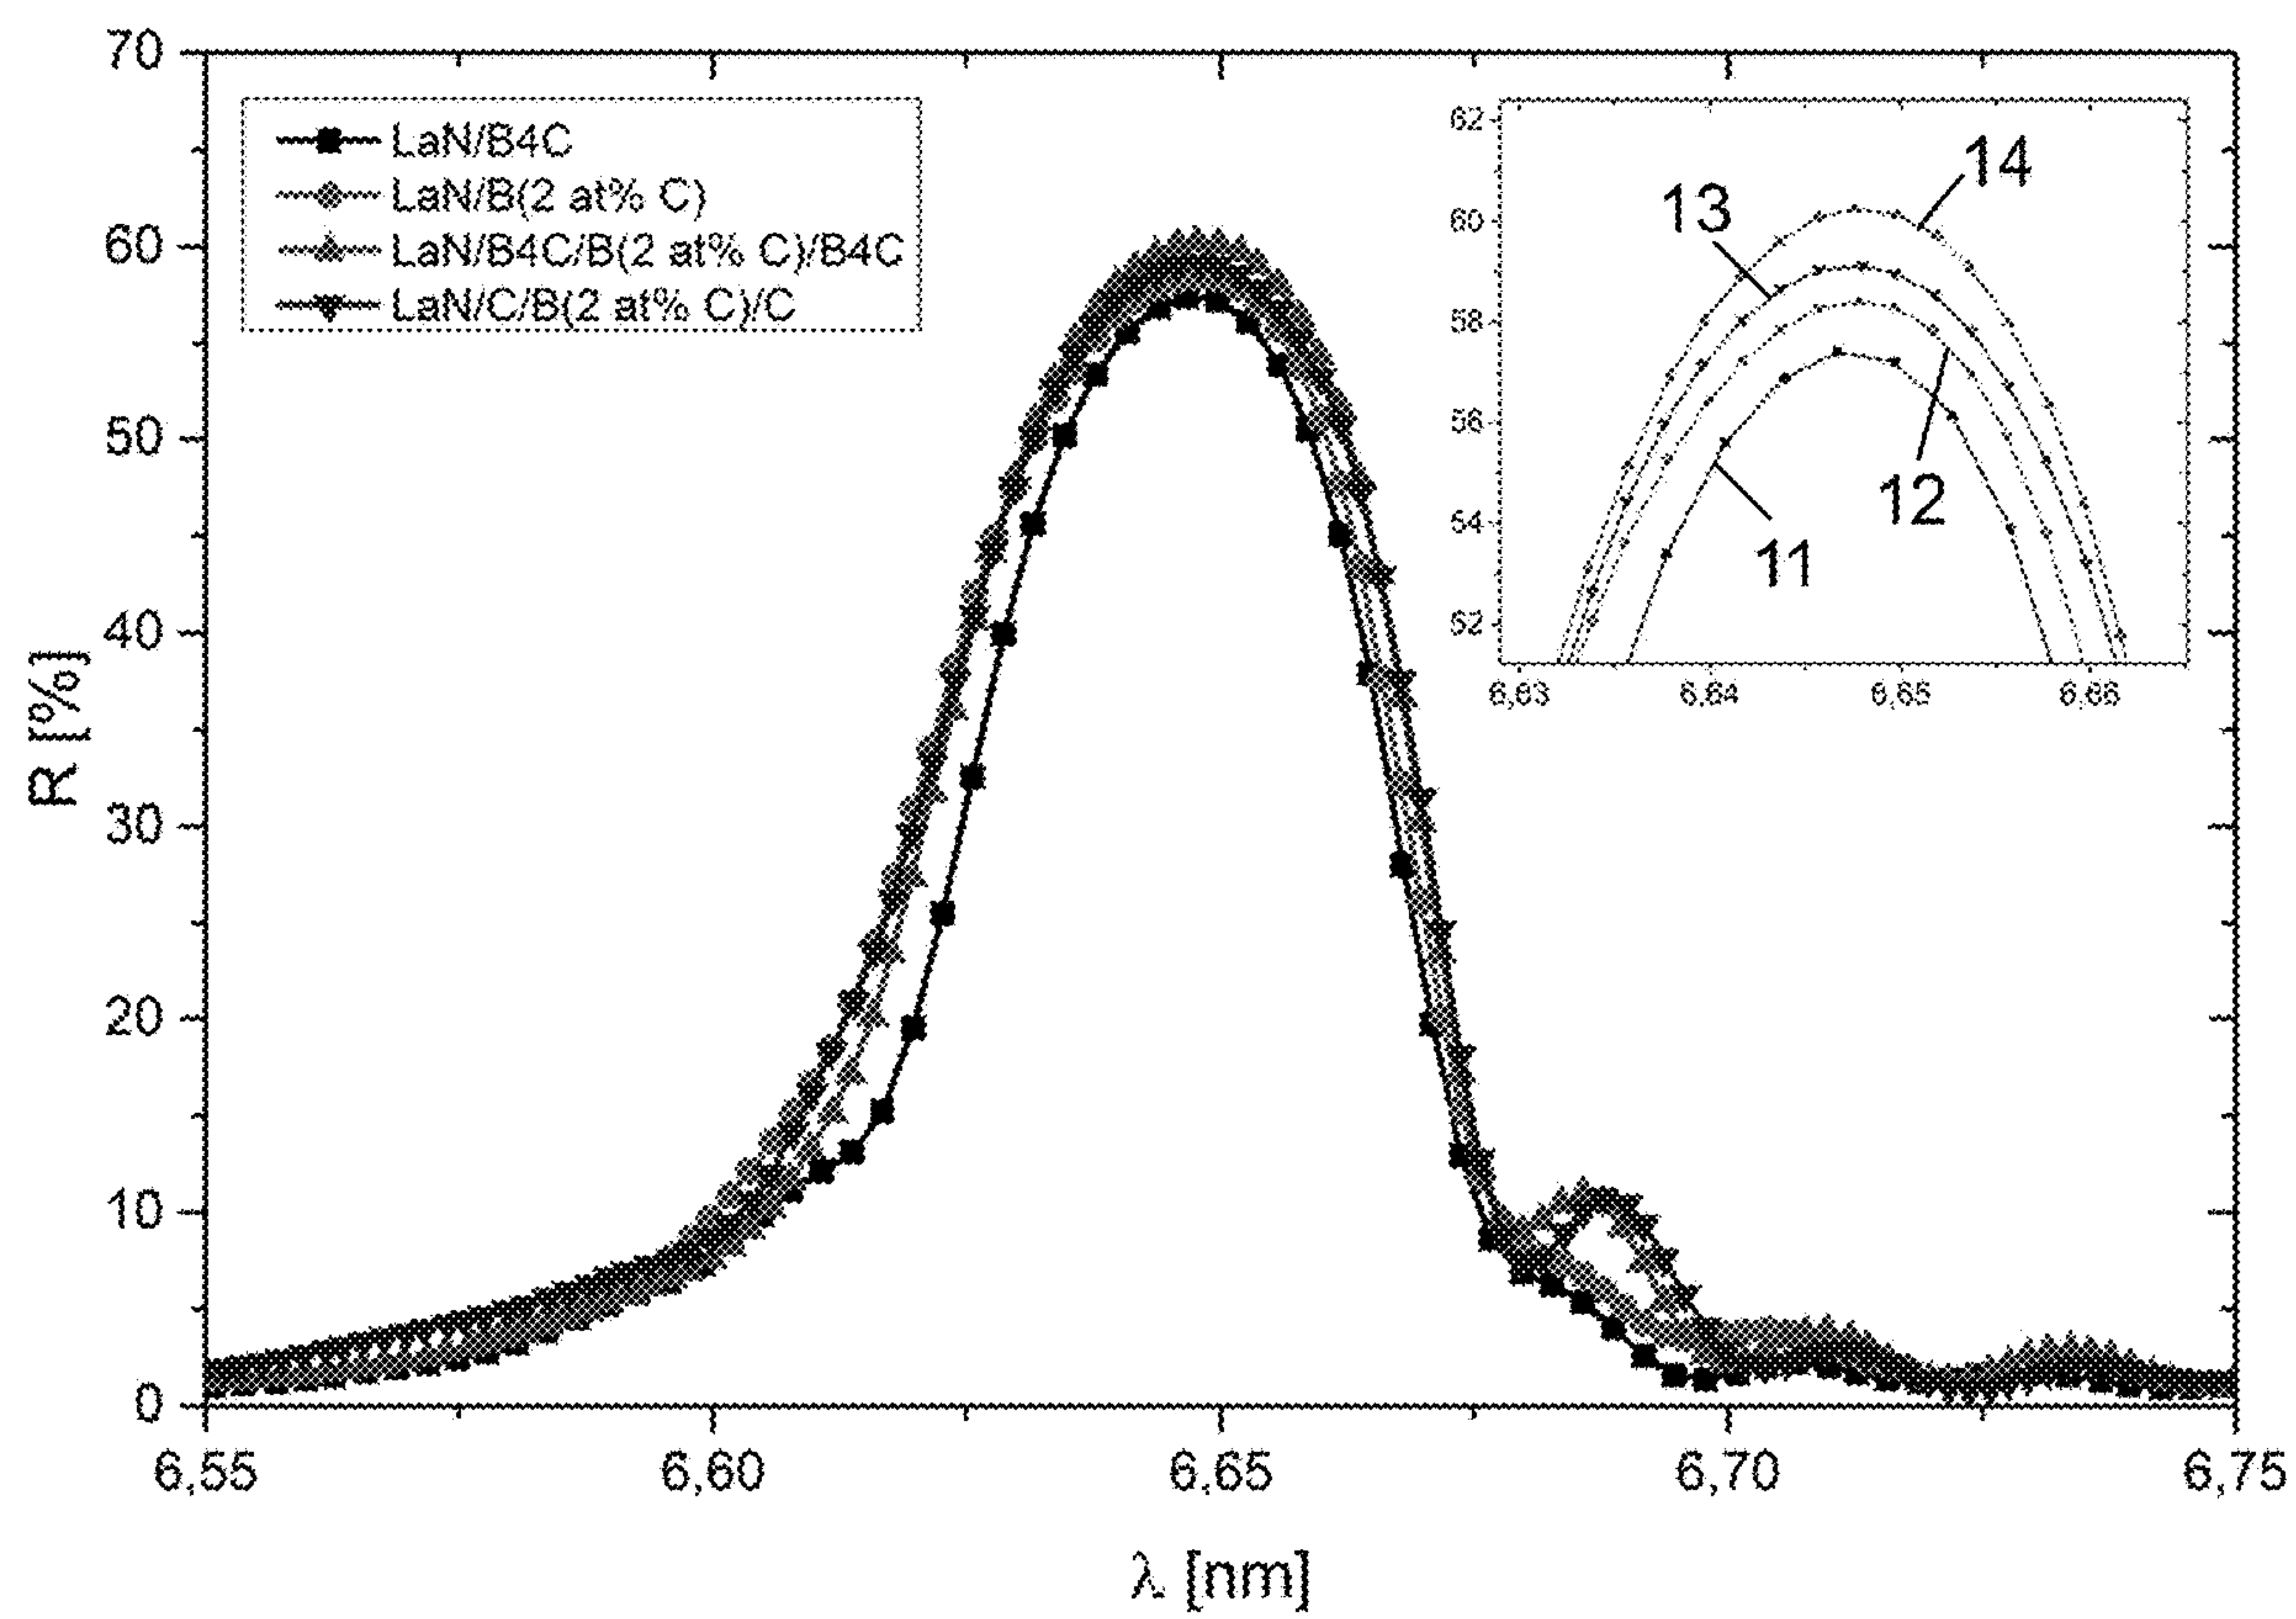 70
60
50
40
30
20
10
0
R [%]
LaN/B4C
LaN/B(2 at% C)
LaN/B4C/B(2 at% C)/B4C
LaN/C/B(2 at% C)/C
62
60
58
56
54
52
6,63 6,64 6,65 6,66
14
13
12
11
6,55 6,60 6,65 6,70 6,75
λ [nm]